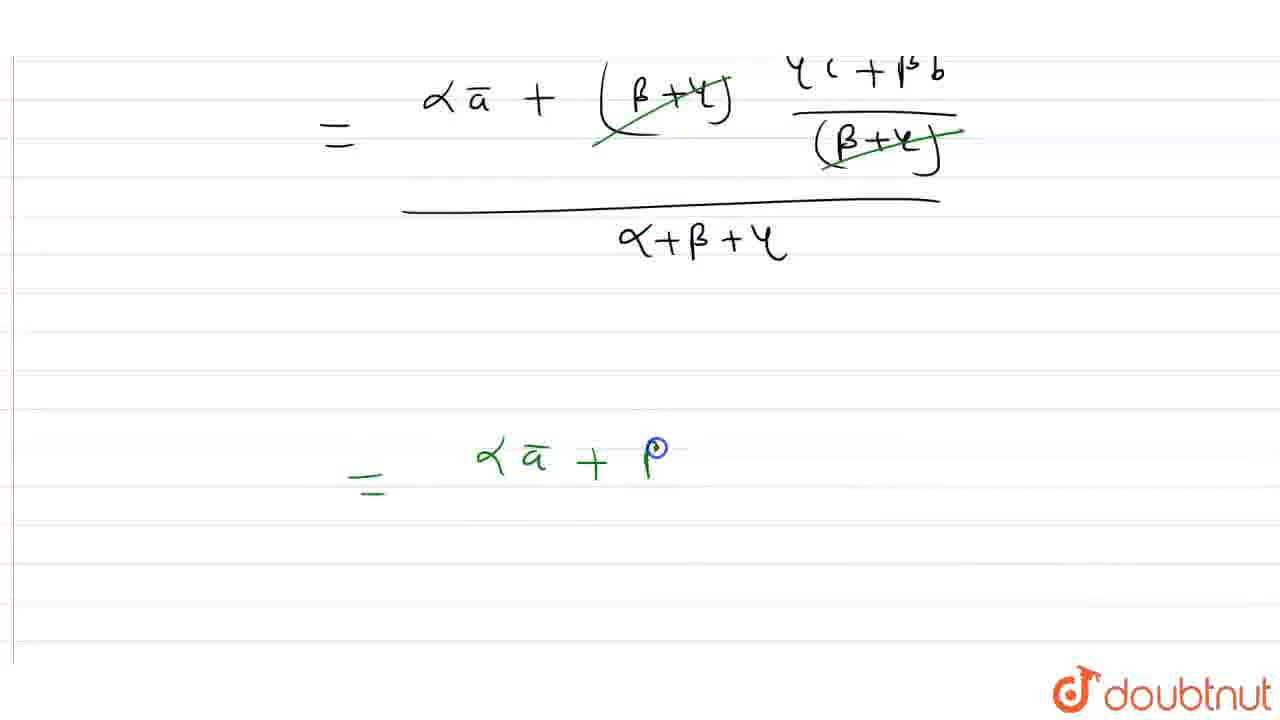 γc + βb
= αā + (β+γ)
(β+γ)
α+β+γ
= αā + β
doubtnut